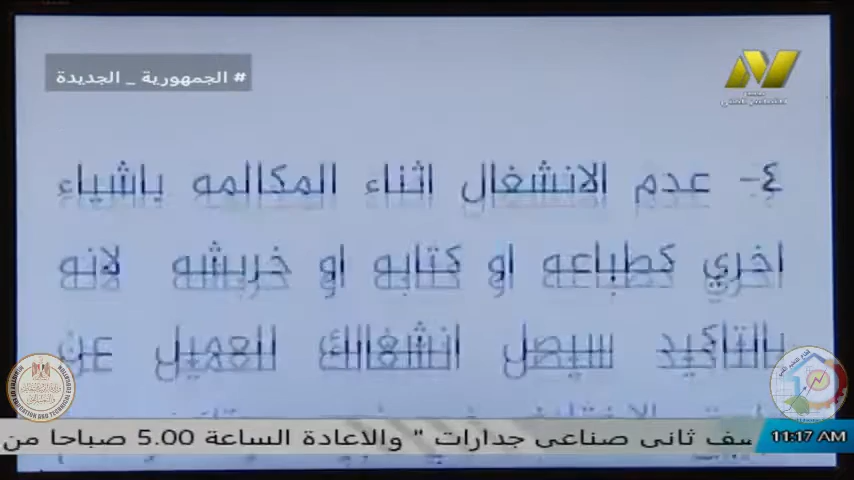 # الجمهورية _ الجديدة
٤- عدم الانشغال اثناء المكالمه باشياء
اخري كطباعه او كتابه او خربشه لانه
بالتاكيد سيصل انشغالك للعميل عن
ثانى صناعى جدارات " والاعادة الساعة 5.00 صباحا من
11:17 AM